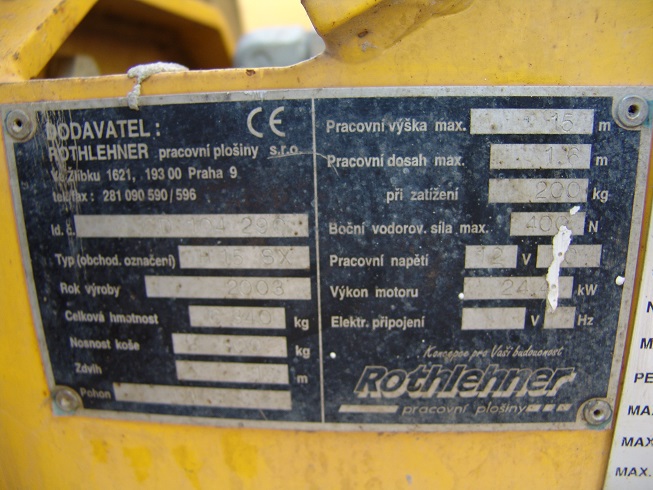 DODAVATEL: CE
ROTHLEHNER pracovní plošiny s.r.o.
Ke Žlíbku 1621, 193 00 Praha 9
tel/fax : 281 090 590/596
Id. č.
Typ (obchod. označení)
Rok výroby 2003
Celková hmotnost kg
Nosnost koše kg
Zdvih m
Pohon
Pracovní výška max. 15 m
Pracovní dosah max. m
při zatížení 200 kg
Boční vodorov. síla max. N
Pracovní napětí V
Výkon motoru kW
Elektr. připojení V Hz
Koncepce pro Vaši budoucnost
Rothlehner
pracovní plošiny
PE
MAX.
MAX.